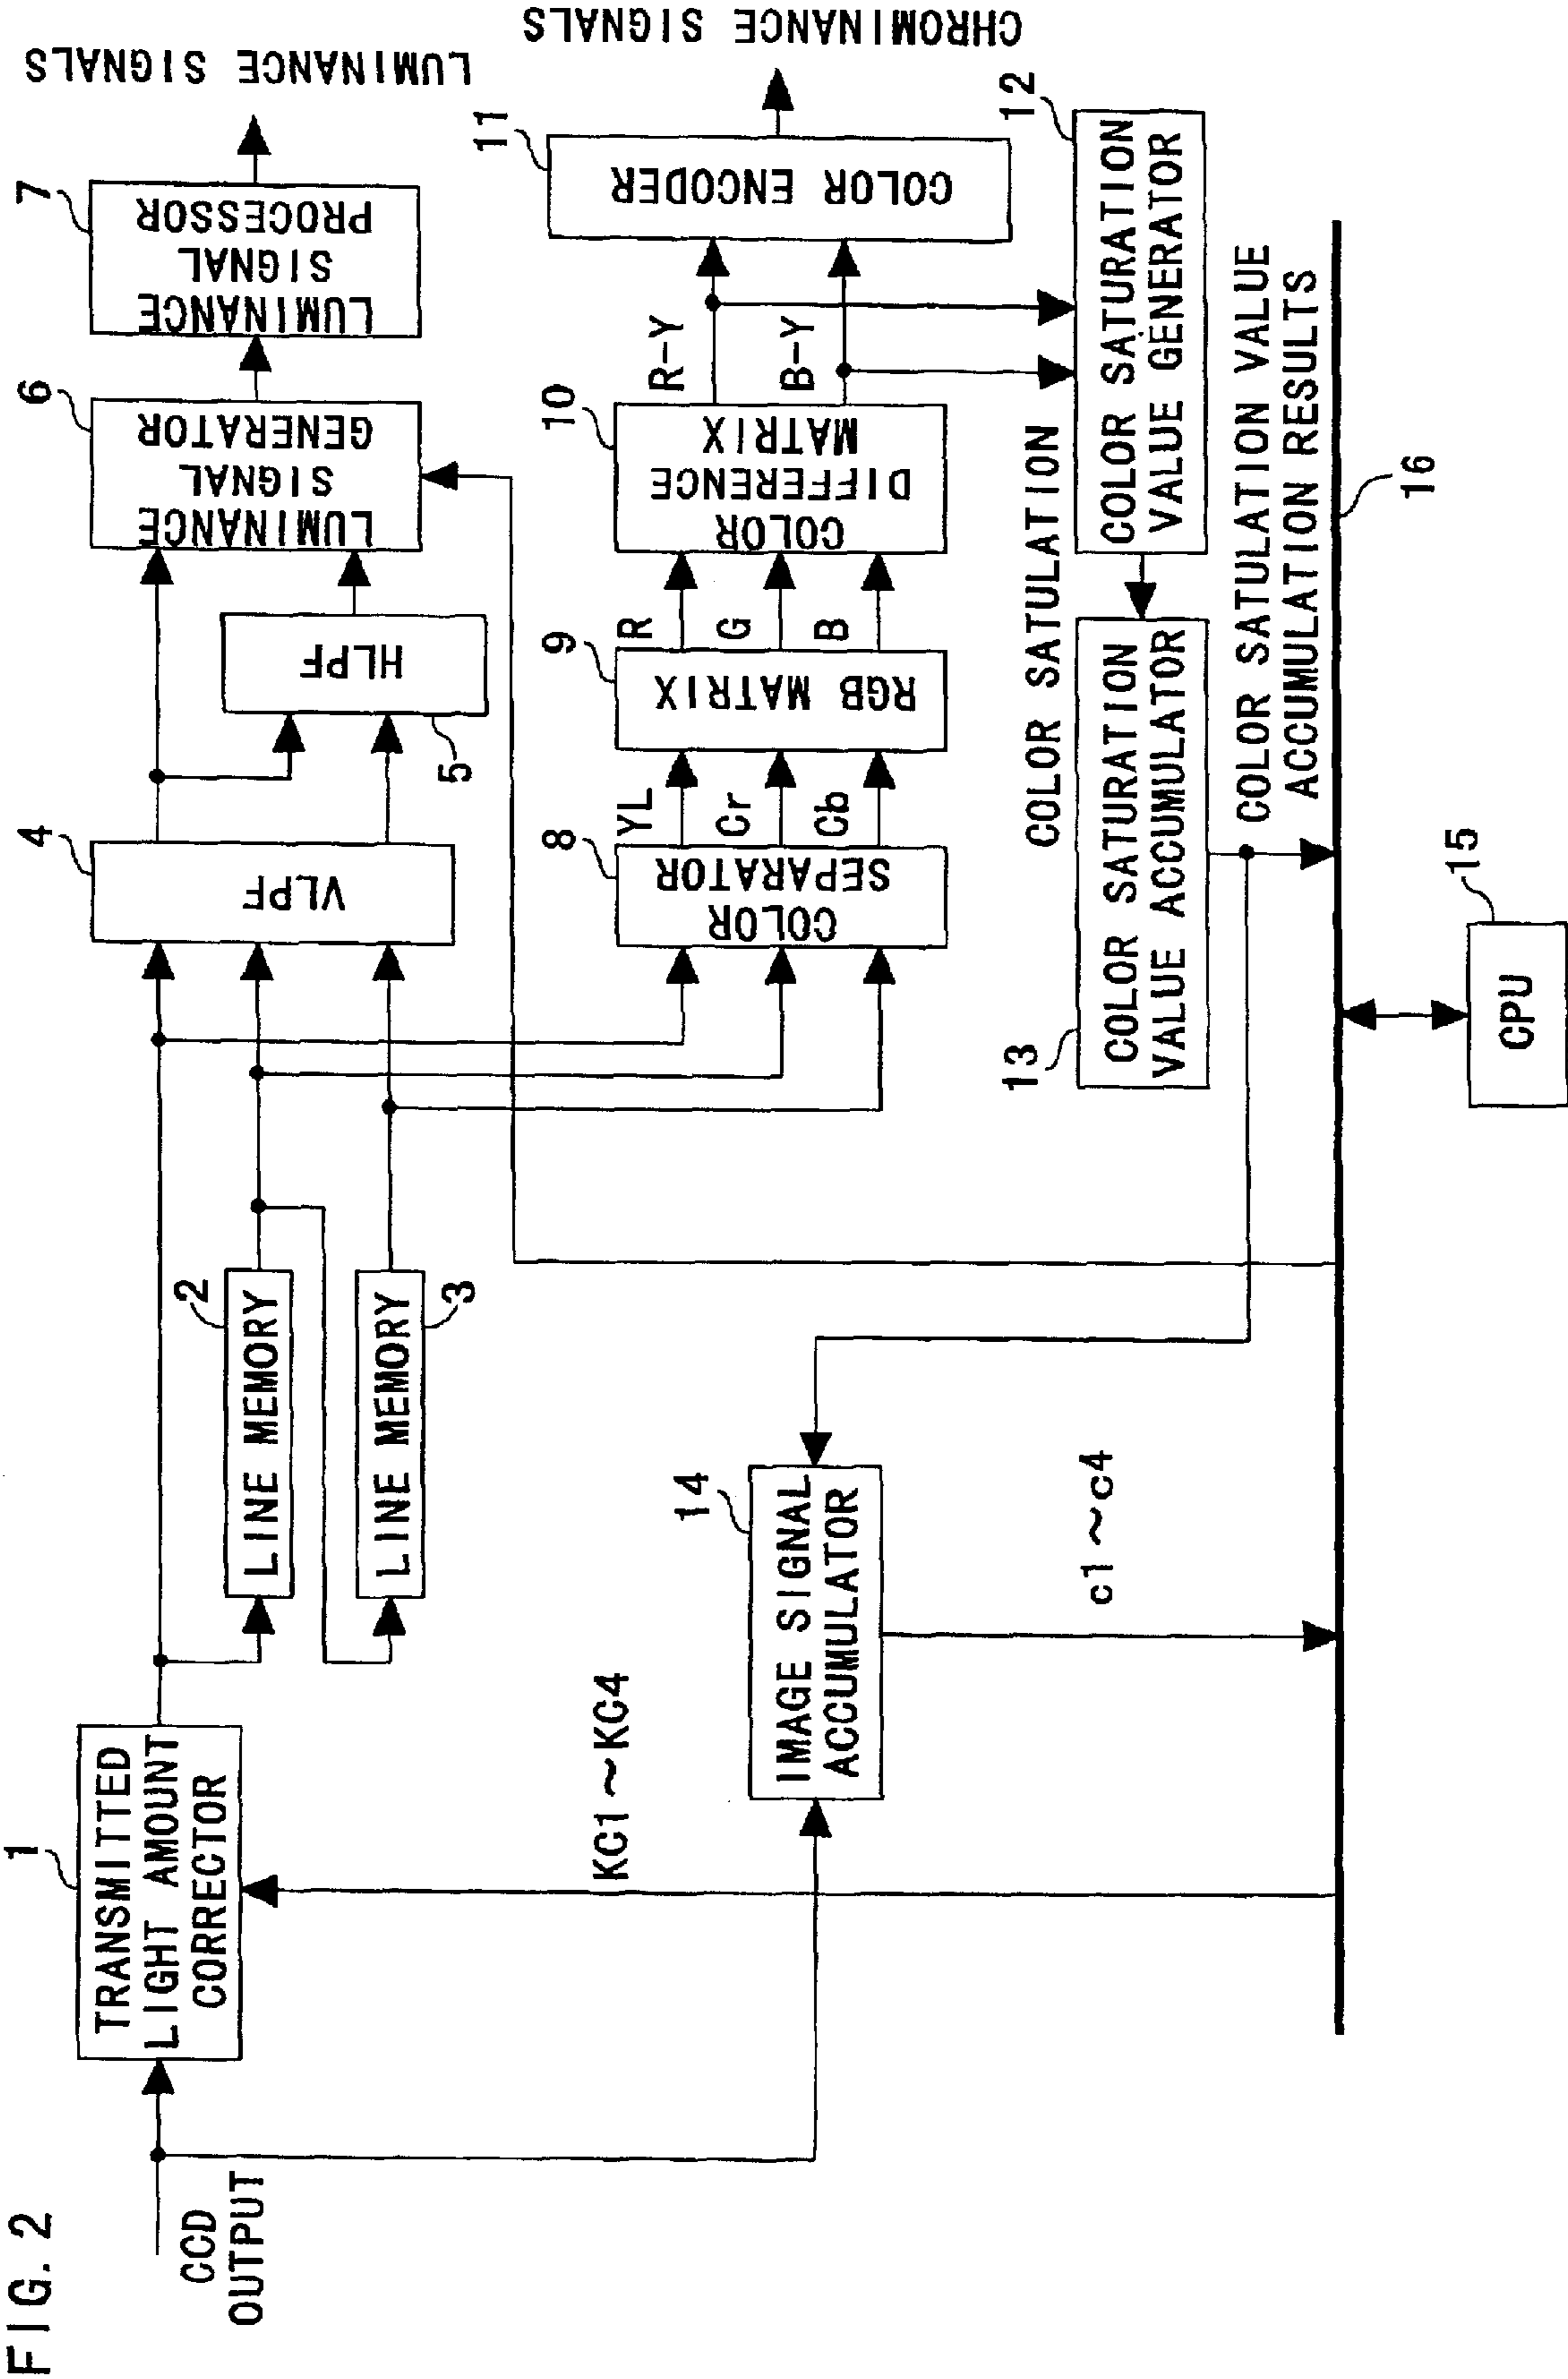 FIG. 2
CCD
OUTPUT
1
TRANSMITTED
LIGHT AMOUNT
CORRECTOR
2
LINE MEMORY
LINE MEMORY
3
4
VLPF
HLPF
5
6
LUMINANCE
SIGNAL
GENERATOR
7
LUMINANCE
SIGNAL
PROCESSOR
LUMINANCE SIGNALS
8
COLOR
SEPARATOR
YL
Cr
Cb
9
RGB MATRIX
R
G
B
10
COLOR
DIFFERENCE
MATRIX
R-Y
B-Y
11
COLOR ENCODER
CHROMINANCE SIGNALS
KC1~KC4
14
IMAGE SIGNAL
ACCUMULATOR
c1~c4
COLOR SATULATION
12
COLOR SATURATION
VALUE GENERATOR
13
COLOR SATURATION
VALUE ACCUMULATOR
COLOR SATULATION VALUE
ACCUMULATION RESULTS
16
15
CPU